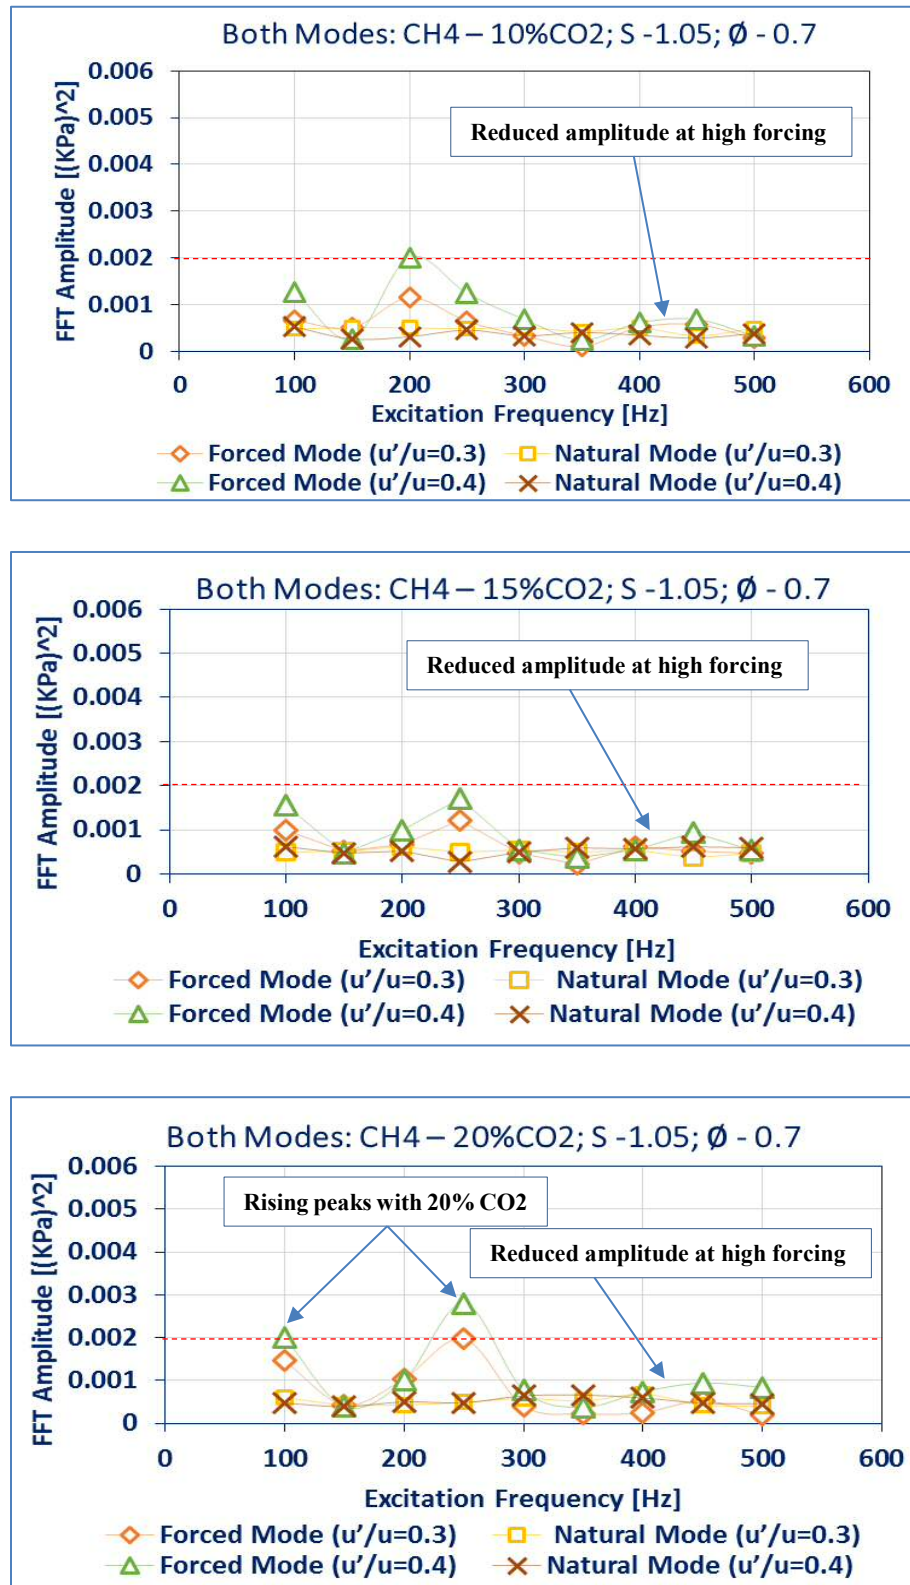 Both Modes: CH4 – 10%CO2; S -1.05; Ø - 0.7
FFT Amplitude [(KPa)^2]
0.006
0.005
0.004
0.003
0.002
0.001
0
Reduced amplitude at high forcing
0 100 200 300 400 500 600
Excitation Frequency [Hz]
Forced Mode (u'/u=0.3) Natural Mode (u'/u=0.3)
Forced Mode (u'/u=0.4) Natural Mode (u'/u=0.4)
Both Modes: CH4 – 15%CO2; S -1.05; Ø - 0.7
FFT Amplitude [(KPa)^2]
0.006
0.005
0.004
0.003
0.002
0.001
0
Reduced amplitude at high forcing
0 100 200 300 400 500 600
Excitation Frequency [Hz]
Forced Mode (u'/u=0.3) Natural Mode (u'/u=0.3)
Forced Mode (u'/u=0.4) Natural Mode (u'/u=0.4)
Both Modes: CH4 – 20%CO2; S -1.05; Ø - 0.7
FFT Amplitude [(KPa)^2]
0.006
0.005
0.004
0.003
0.002
0.001
0
Rising peaks with 20% CO2
Reduced amplitude at high forcing
0 100 200 300 400 500 600
Excitation Frequency [Hz]
Forced Mode (u'/u=0.3) Natural Mode (u'/u=0.3)
Forced Mode (u'/u=0.4) Natural Mode (u'/u=0.4)